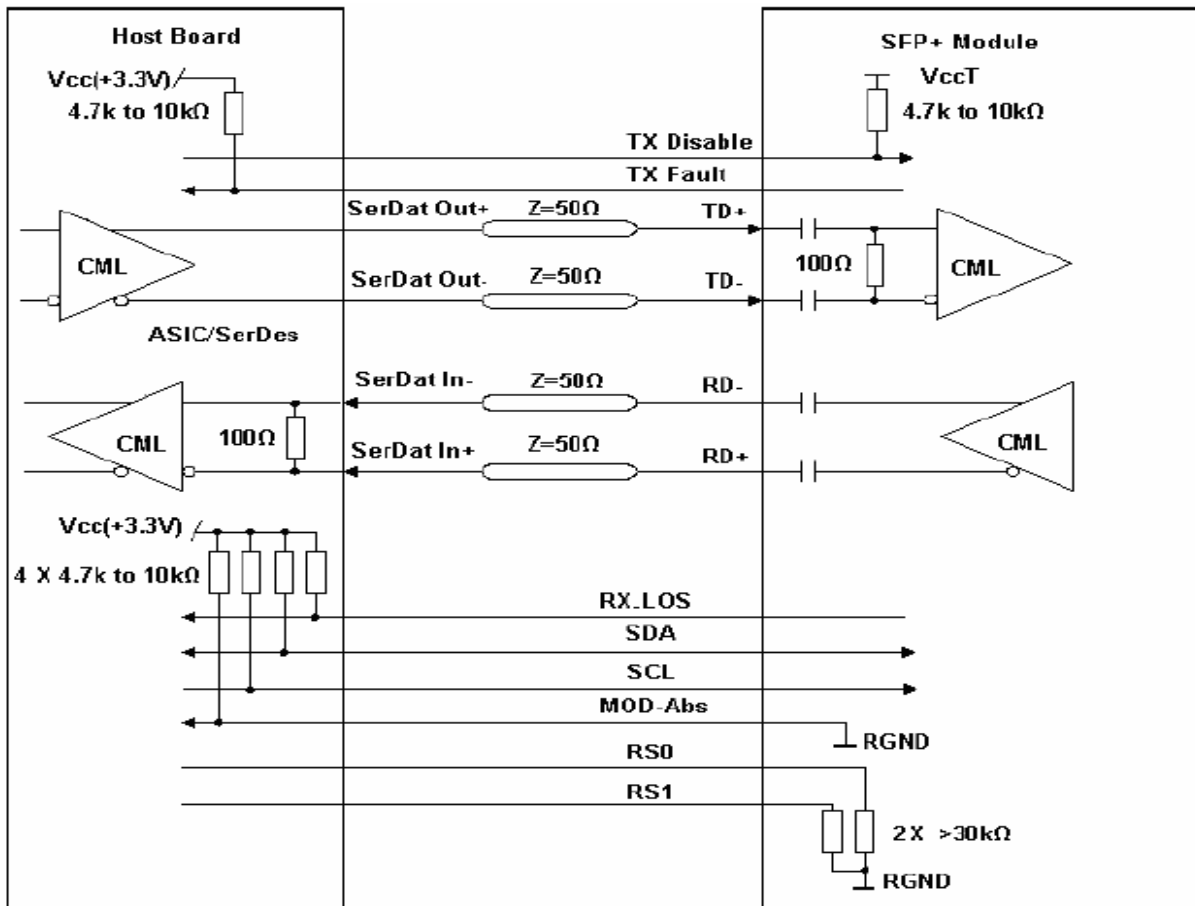 Host Board
SFP+ Module
Vcc(+3.3V)
4.7k to 10kΩ
VccT
4.7k to 10kΩ
TX Disable
TX Fault
SerDat Out+
Z=50Ω
TD+
CML
100Ω
CML
SerDat Out-
Z=50Ω
TD-
ASIC/SerDes
SerDat In-
Z=50Ω
RD-
CML
100Ω
SerDat In+
Z=50Ω
RD+
CML
Vcc(+3.3V)
4 X 4.7k to 10kΩ
RX_LOS
SDA
SCL
MOD-Abs
RGND
RS0
RS1
2X >30kΩ
RGND